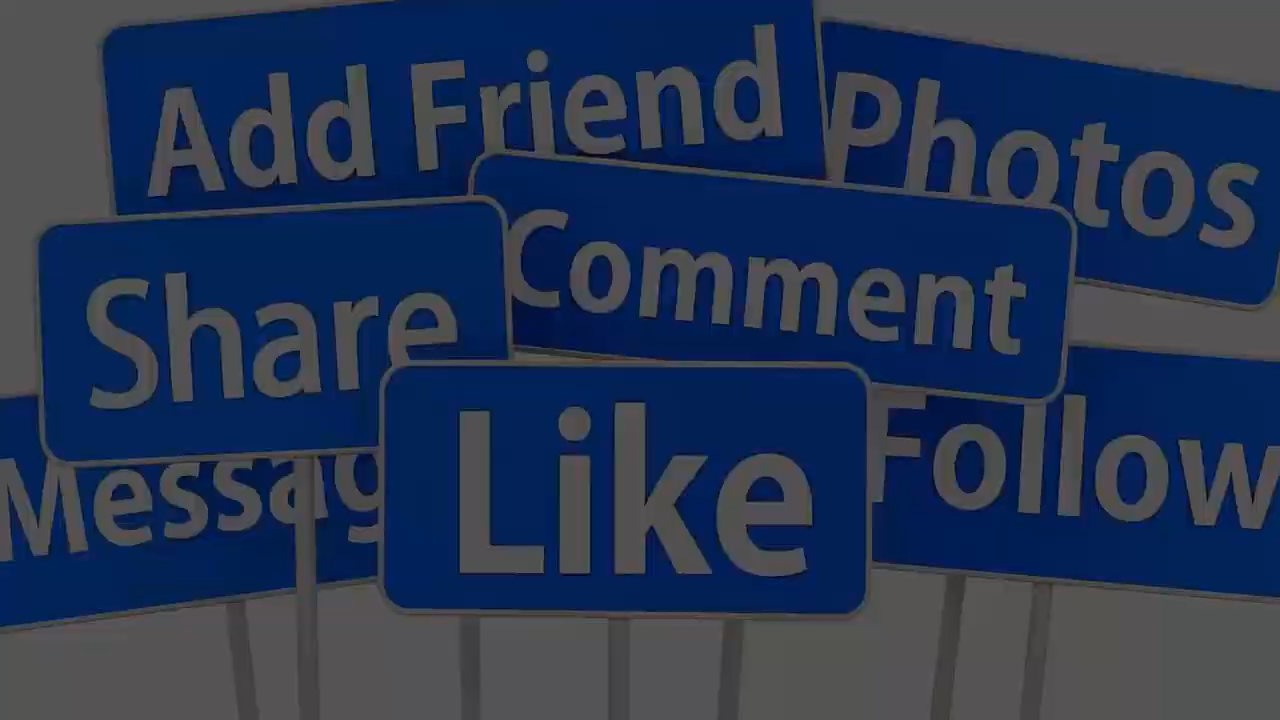 Add Friend
Photos
Comment
Share
Like
Messag
Follow